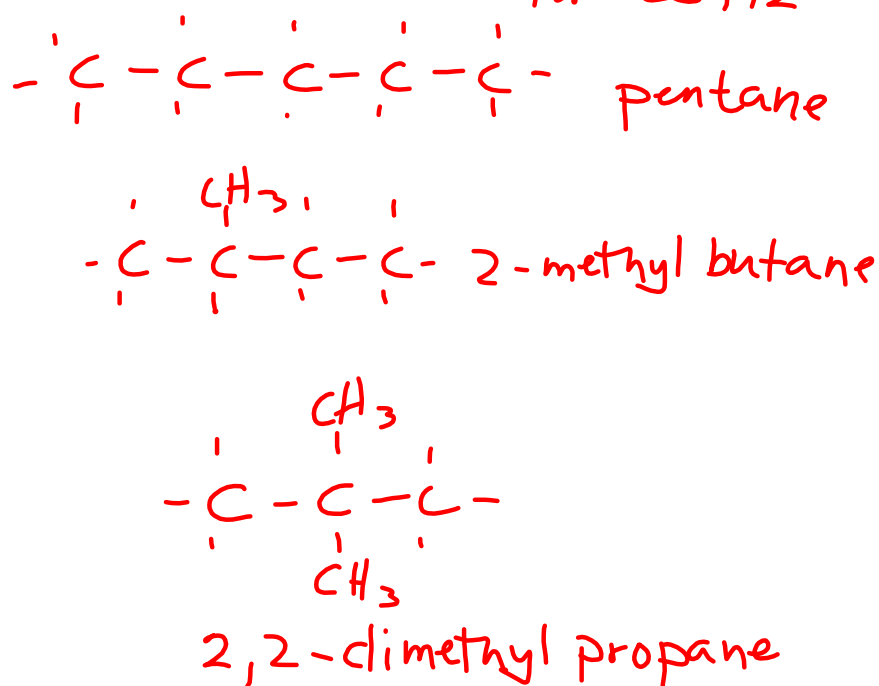 - C - C - C - C - C -
pentane
CH3
- C - C - C - C - 2-methyl butane
CH3
- C - C - C -
CH3
2,2-dimethyl propane